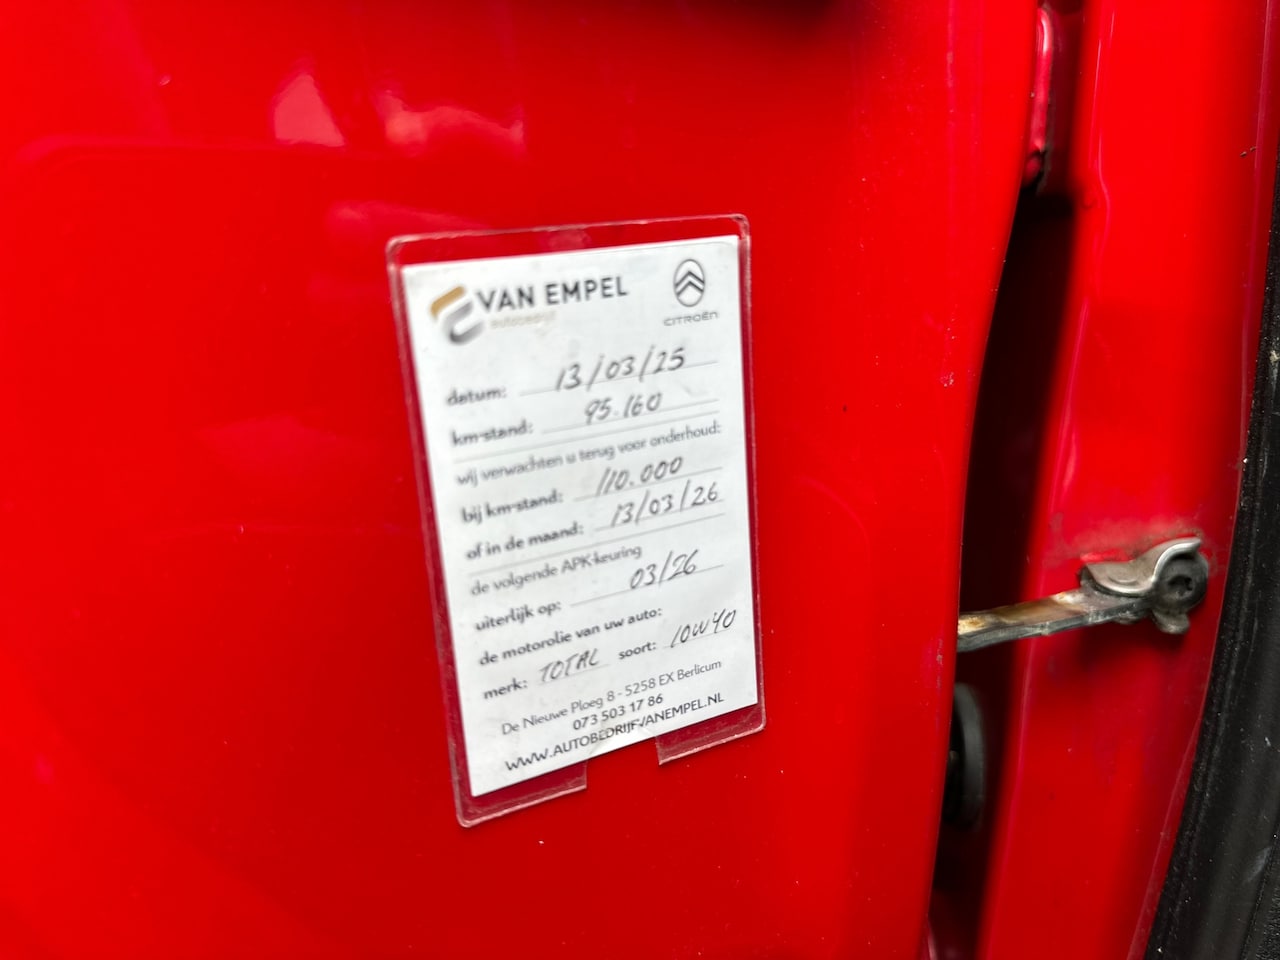 VAN EMPEL
autobedrijf
CITROËN
datum: 13/03/25
km-stand: 95.160
wij verwachten u terug voor onderhoud:
bij km-stand: 110.000
of in de maand: 13/03/26
de volgende APK-keuring
uiterlijk op: 03/26
de motorolie van uw auto:
merk: TOTAL soort: 10W40
De Nieuwe Ploeg 8 - 5258 EX Berlicum
073 503 17 86
WWW.AUTOBEDRIJFVANEMPEL.NL